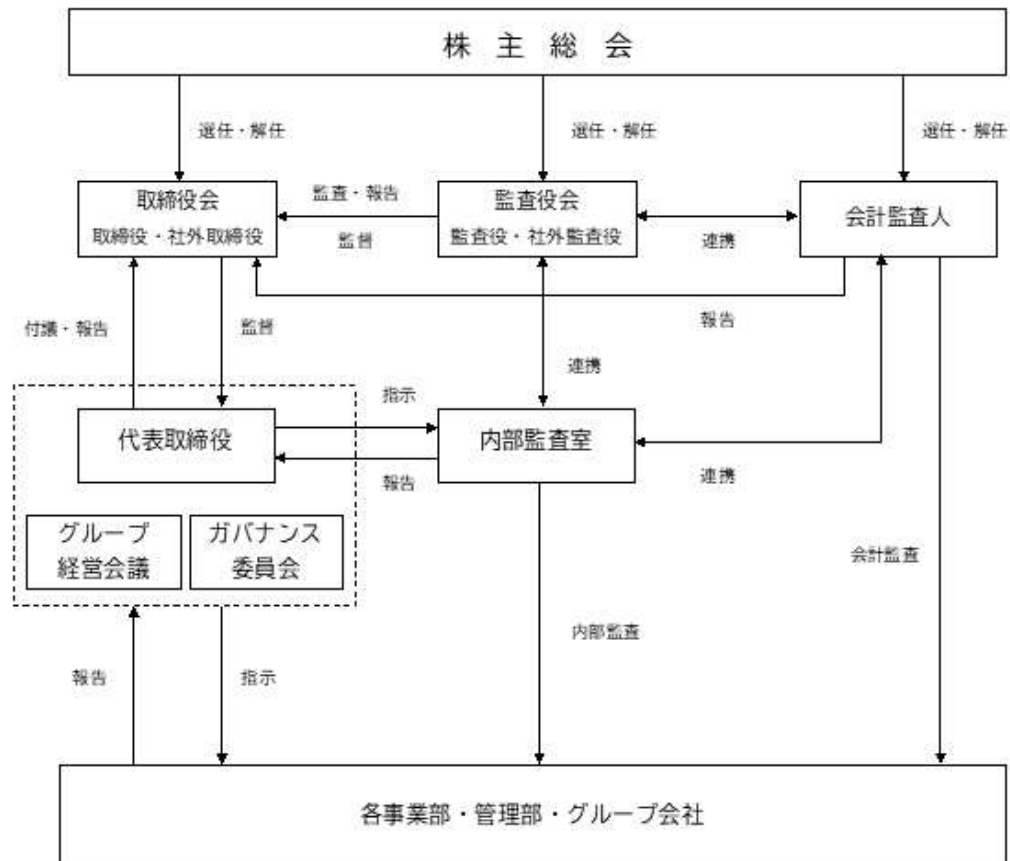 株 主 総 会
選任・解任
選任・解任
選任・解任
取締役会
取締役・社外取締役
監査・報告
監督
監査役会
監査役・社外監査役
連携
会計監査人
報告
付議・報告
監督
連携
指示
代表取締役
内部監査室
報告
連携
グループ
経営会議
ガバナンス
委員会
会計監査
内部監査
報告
指示
各事業部・管理部・グループ会社